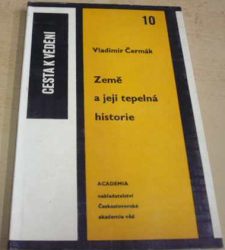 CESTA K VĚDĚNÍ
10
Vladimír Čermák
Země
a její tepelná
historie
ACADEMIA
nakladatelství
Československé
akademie věd